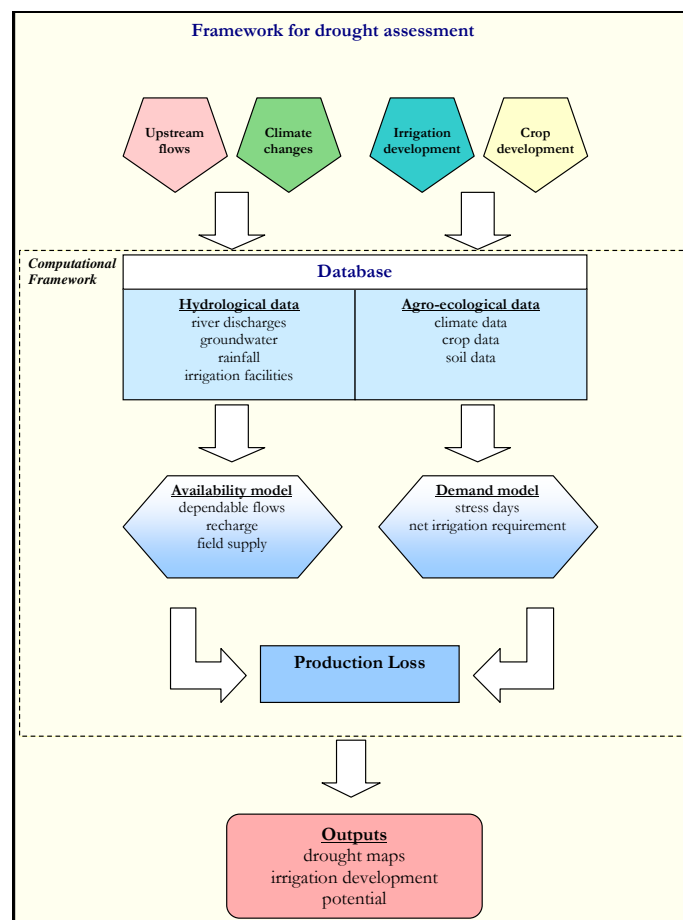 Framework for drought assessment
Upstream
flows
Climate
changes
Irrigation
development
Crop
development
Computational
Framework
Database
Hydrological data
river discharges
groundwater
rainfall
irrigation facilities
Agro-ecological data
climate data
crop data
soil data
Availability model
dependable flows
recharge
field supply
Demand model
stress days
net irrigation requirement
Production Loss
Outputs
drought maps
irrigation development
potential